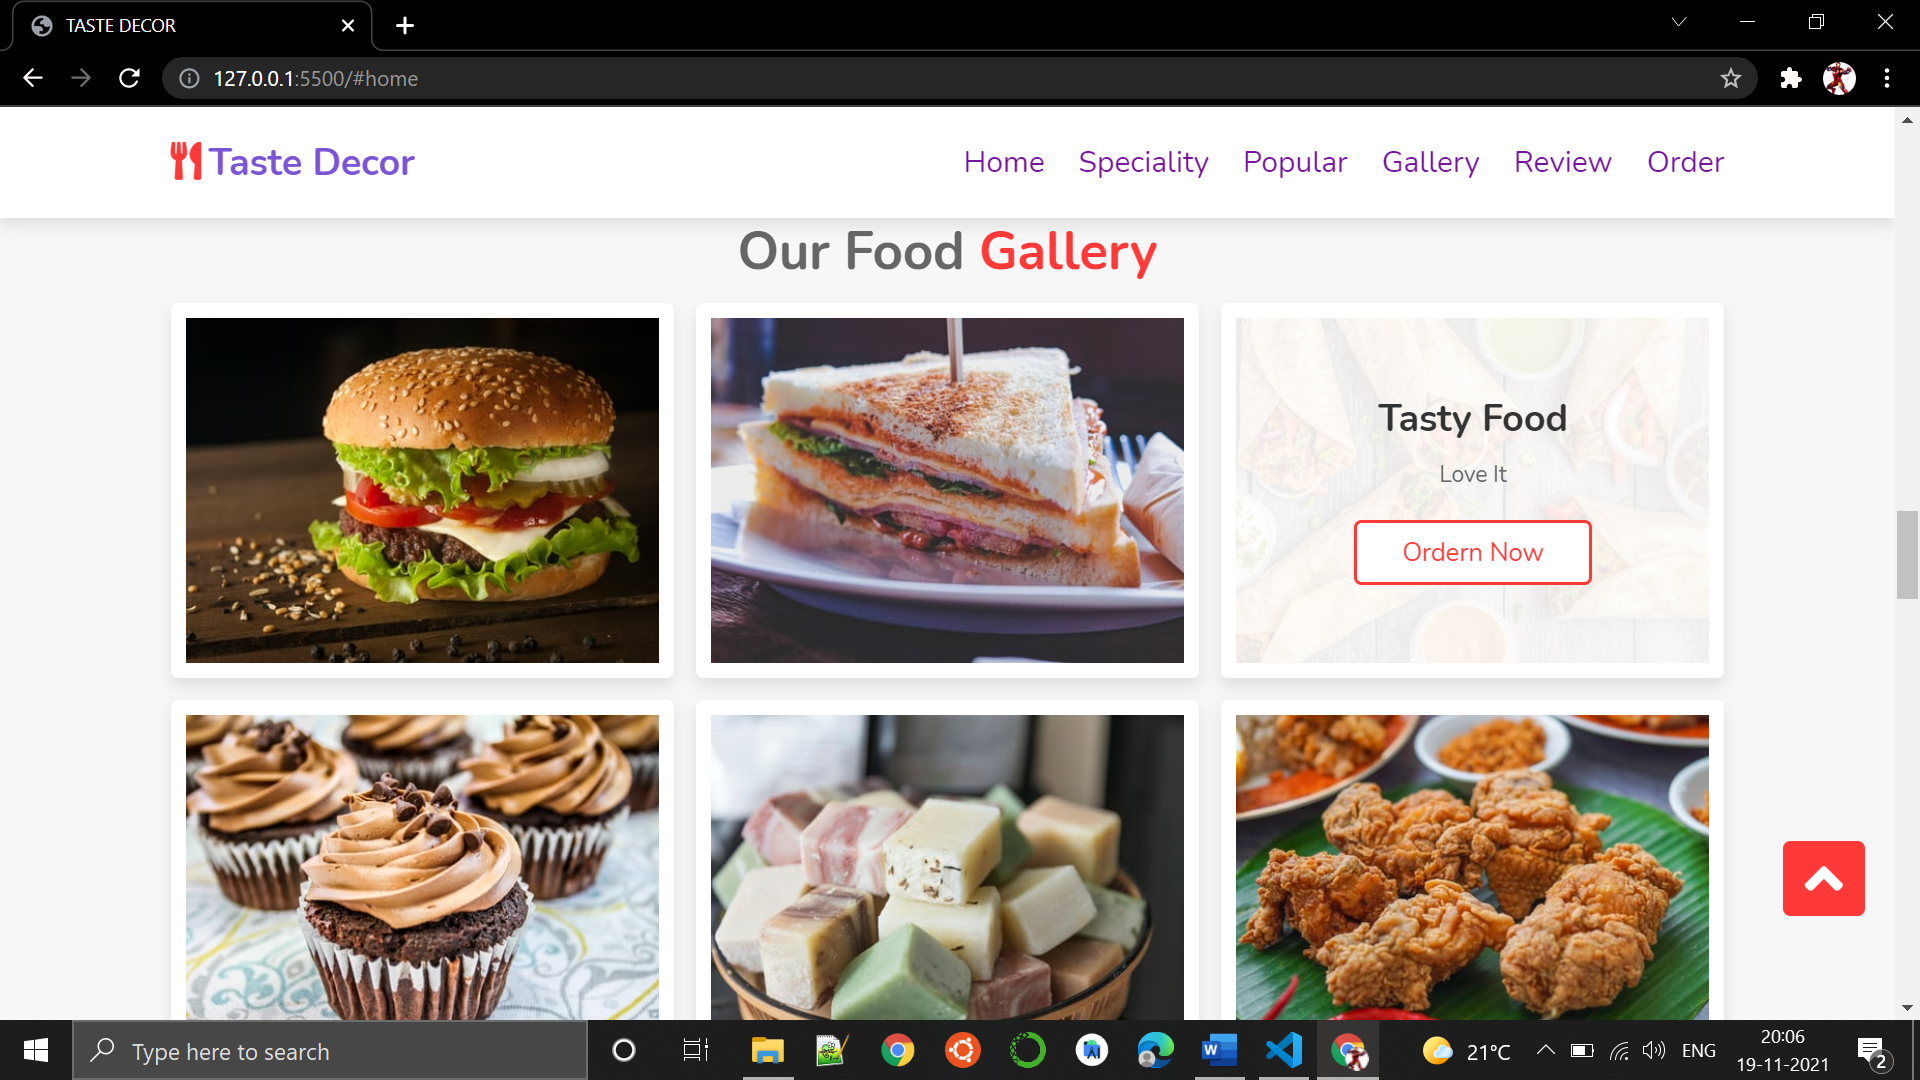 TASTE DECOR
127.0.0.1:5500/#home
Taste Decor
Home Speciality Popular Gallery Review Order
Our Food Gallery
Tasty Food
Love It
Ordern Now
Type here to search
21°C
ENG
20:06
19-11-2021
2